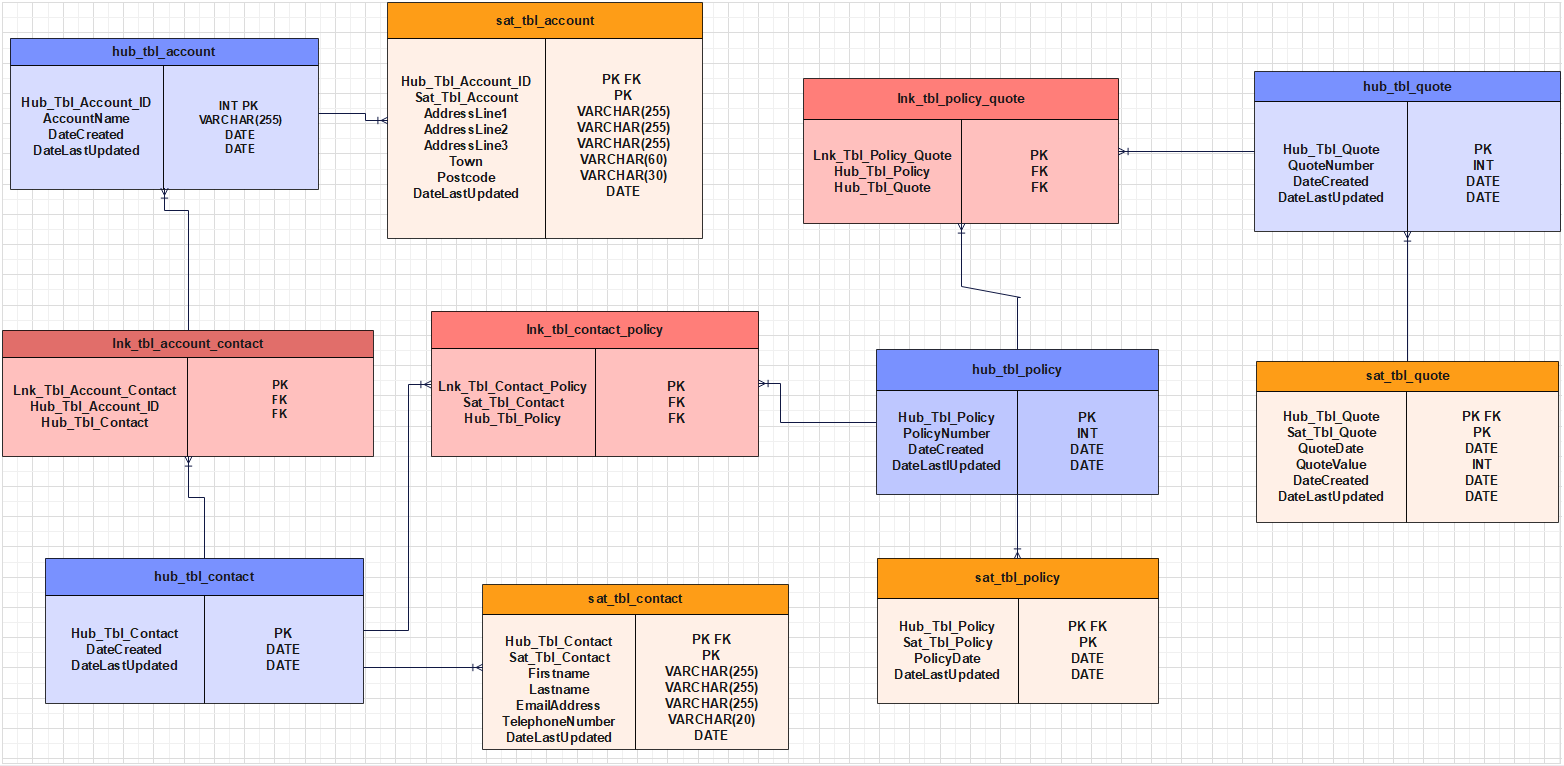 hub_tbl_account
Hub_Tbl_Account_ID
AccountName
DateCreated
DateLastUpdated
INT PK
VARCHAR(255)
DATE
DATE
sat_tbl_account
Hub_Tbl_Account_ID
Sat_Tbl_Account
AddressLine1
AddressLine2
AddressLine3
Town
Postcode
DateLastUpdated
PK FK
PK
VARCHAR(255)
VARCHAR(255)
VARCHAR(255)
VARCHAR(60)
VARCHAR(30)
DATE
lnk_tbl_policy_quote
Lnk_Tbl_Policy_Quote
Hub_Tbl_Policy
Hub_Tbl_Quote
PK
FK
FK
hub_tbl_quote
Hub_Tbl_Quote
QuoteNumber
DateCreated
DateLastUpdated
PK
INT
DATE
DATE
lnk_tbl_account_contact
Lnk_Tbl_Account_Contact
Hub_Tbl_Account_ID
Hub_Tbl_Contact
PK
FK
FK
lnk_tbl_contact_policy
Lnk_Tbl_Contact_Policy
Sat_Tbl_Contact
Hub_Tbl_Policy
PK
FK
FK
hub_tbl_policy
Hub_Tbl_Policy
PolicyNumber
DateCreated
DateLastIUpdated
PK
INT
DATE
DATE
sat_tbl_quote
Hub_Tbl_Quote
Sat_Tbl_Quote
QuoteDate
QuoteValue
DateCreated
DateLastUpdated
PK FK
PK
DATE
INT
DATE
DATE
hub_tbl_contact
Hub_Tbl_Contact
DateCreated
DateLastUpdated
PK
DATE
DATE
sat_tbl_contact
Hub_Tbl_Contact
Sat_Tbl_Contact
Firstname
Lastname
EmailAddress
TelephoneNumber
DateLastUpdated
PK FK
PK
VARCHAR(255)
VARCHAR(255)
VARCHAR(255)
VARCHAR(20)
DATE
sat_tbl_policy
Hub_Tbl_Policy
Sat_Tbl_Policy
PolicyDate
DateLastUpdated
PK FK
PK
DATE
DATE